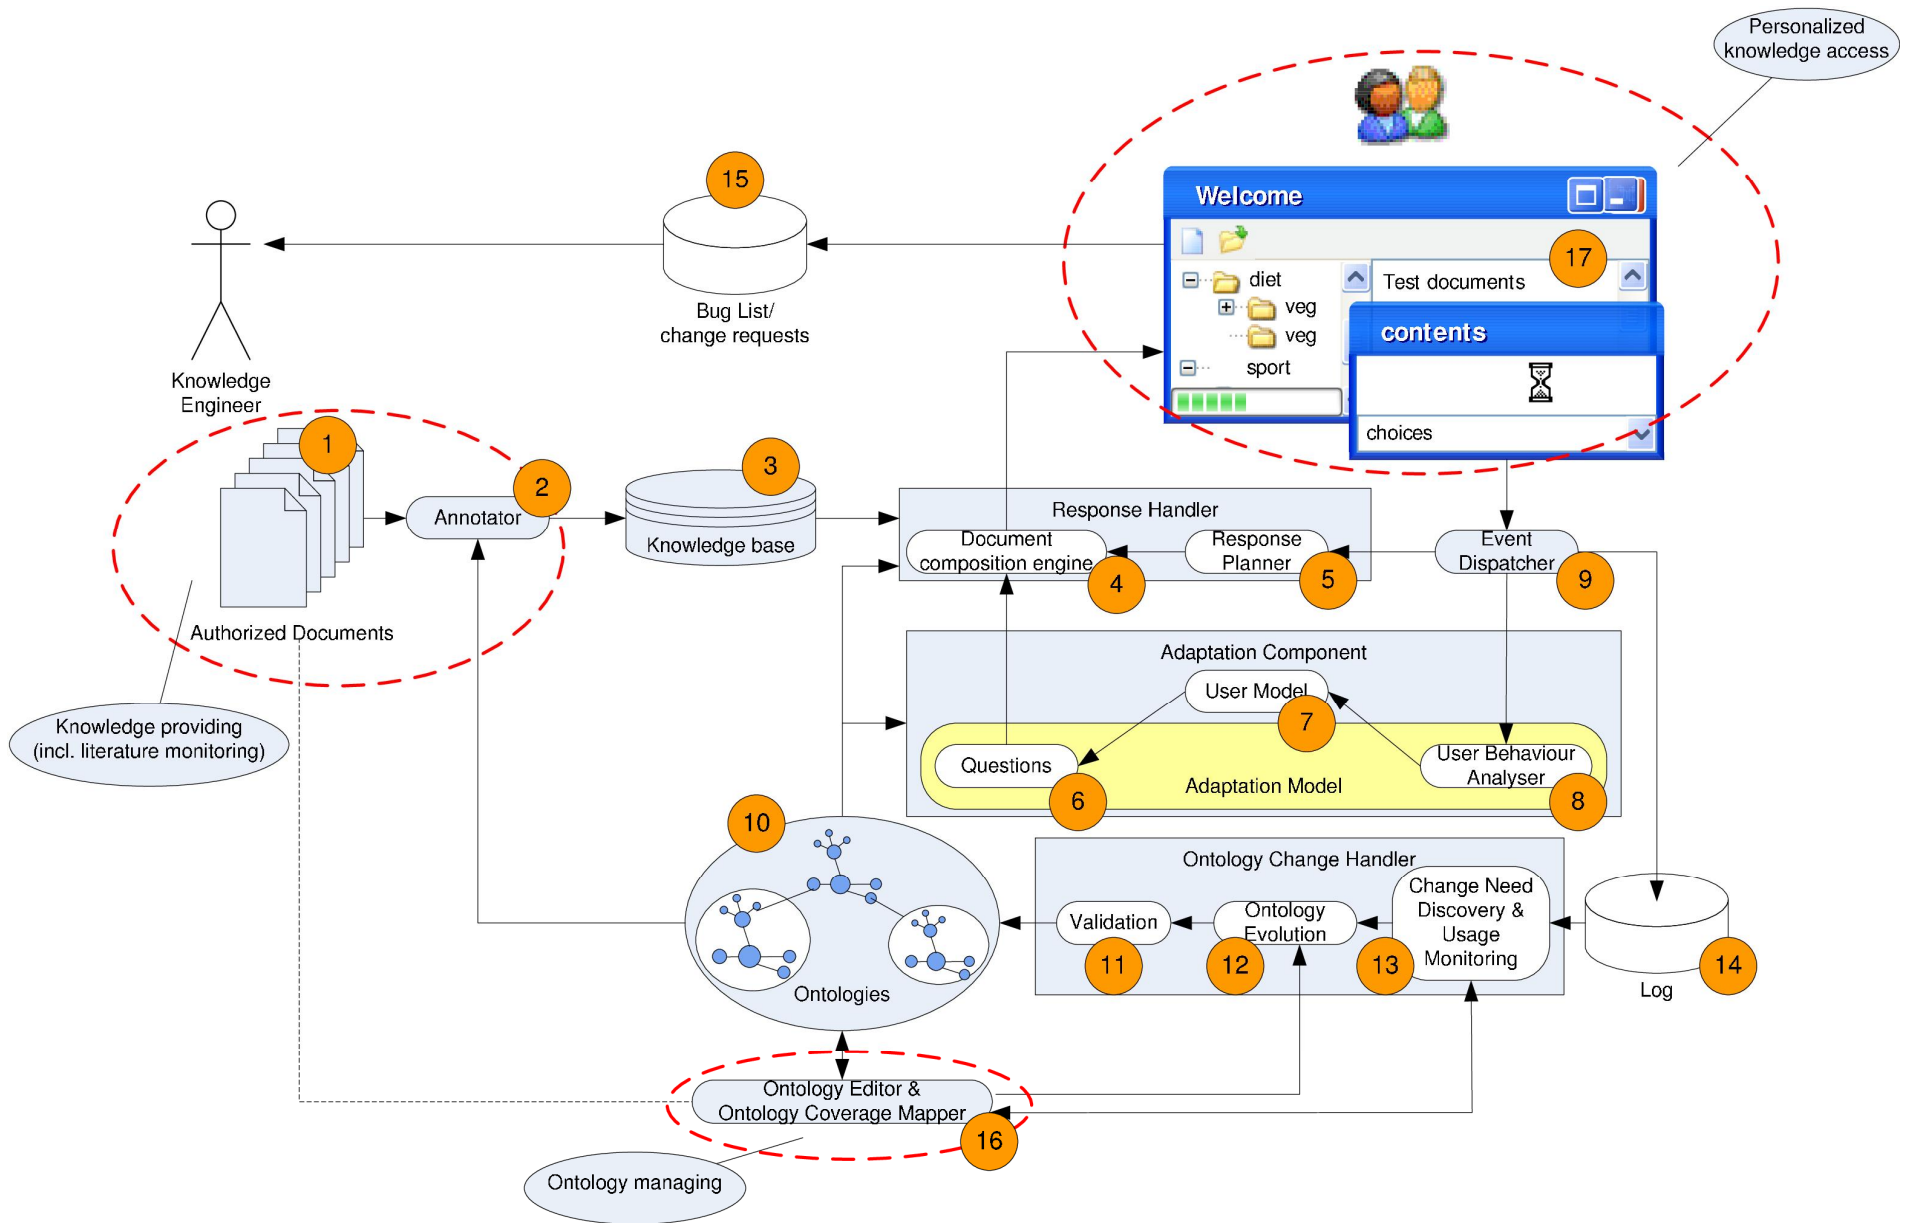 Personalized
knowledge access
15
Welcome
17
diet
Test documents
veg
veg
sport
contents
choices
Bug List/
change requests
Knowledge
Engineer
1
2
3
Annotator
Knowledge base
Authorized Documents
Knowledge providing
(incl. literature monitoring)
Response Handler
Document
composition engine
4
Response
Planner
5
Event
Dispatcher
9
Adaptation Component
User Model
7
Questions
6
User Behaviour
Analyser
8
Adaptation Model
10
Ontologies
Ontology Change Handler
Validation
11
Ontology
Evolution
12
Change Need
Discovery &
Usage
Monitoring
13
14
Log
Ontology Editor &
Ontology Coverage Mapper
16
Ontology managing